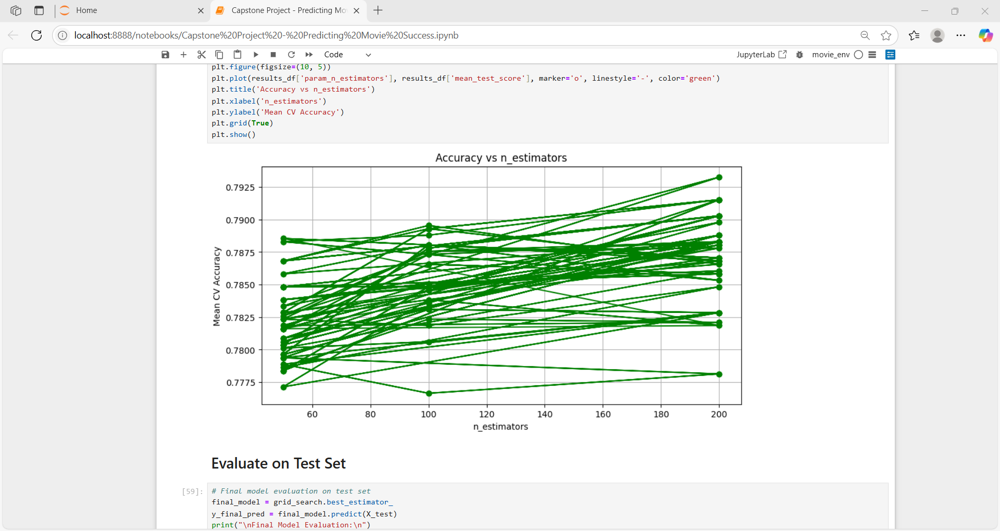 Home
Capstone Project - Predicting Mo
localhost:8888/notebooks/Capstone%20Project%20-%20Predicting%20Movie%20Success.ipynb
Code
JupyterLab
movie_env
plt.figure(figsize=(10, 5))
plt.plot(results_df['param_n_estimators'], results_df['mean_test_score'], marker='o', linestyle='-', color='green')
plt.title('Accuracy vs n_estimators')
plt.xlabel('n_estimators')
plt.ylabel('Mean CV Accuracy')
plt.grid(True)
plt.show()
Accuracy vs n_estimators
0.7925
0.7900
0.7875
0.7850
0.7825
0.7800
0.7775
Mean CV Accuracy
60 80 100 120 140 160 180 200
n_estimators
Evaluate on Test Set
[59]:
# Final model evaluation on test set
final_model = grid_search.best_estimator_
y_final_pred = final_model.predict(X_test)
print("\nFinal Model Evaluation:\n")